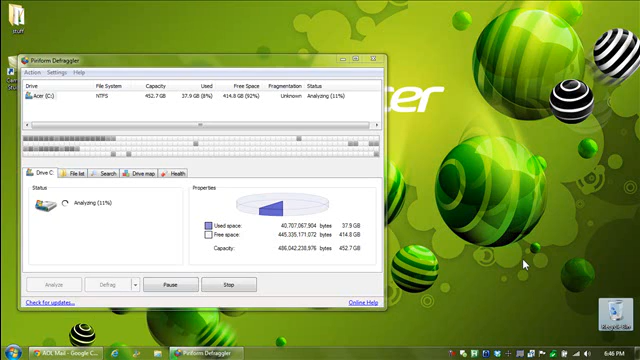 stuff
Piriform Defraggler
Action Settings Help
Drive File System Capacity Used Free Space Fragmentation Status
Acer (C:) NTFS 452.7 GB 37.9 GB (8%) 414.8 GB (92%) Unknown Analyzing (11%)
Drive C: File list Search Drive map Health
Status
Analyzing (11%)
Properties
Used space: 40,707,067,904 bytes 37.9 GB
Free space: 445,335,171,072 bytes 414.8 GB
Capacity: 486,042,238,976 bytes 452.7 GB
Analyze Defrag Pause Stop
Check for updates... Online Help
cer
Recycle Bin
AOL Mail - Google C... Piriform Defraggler 6:46 PM